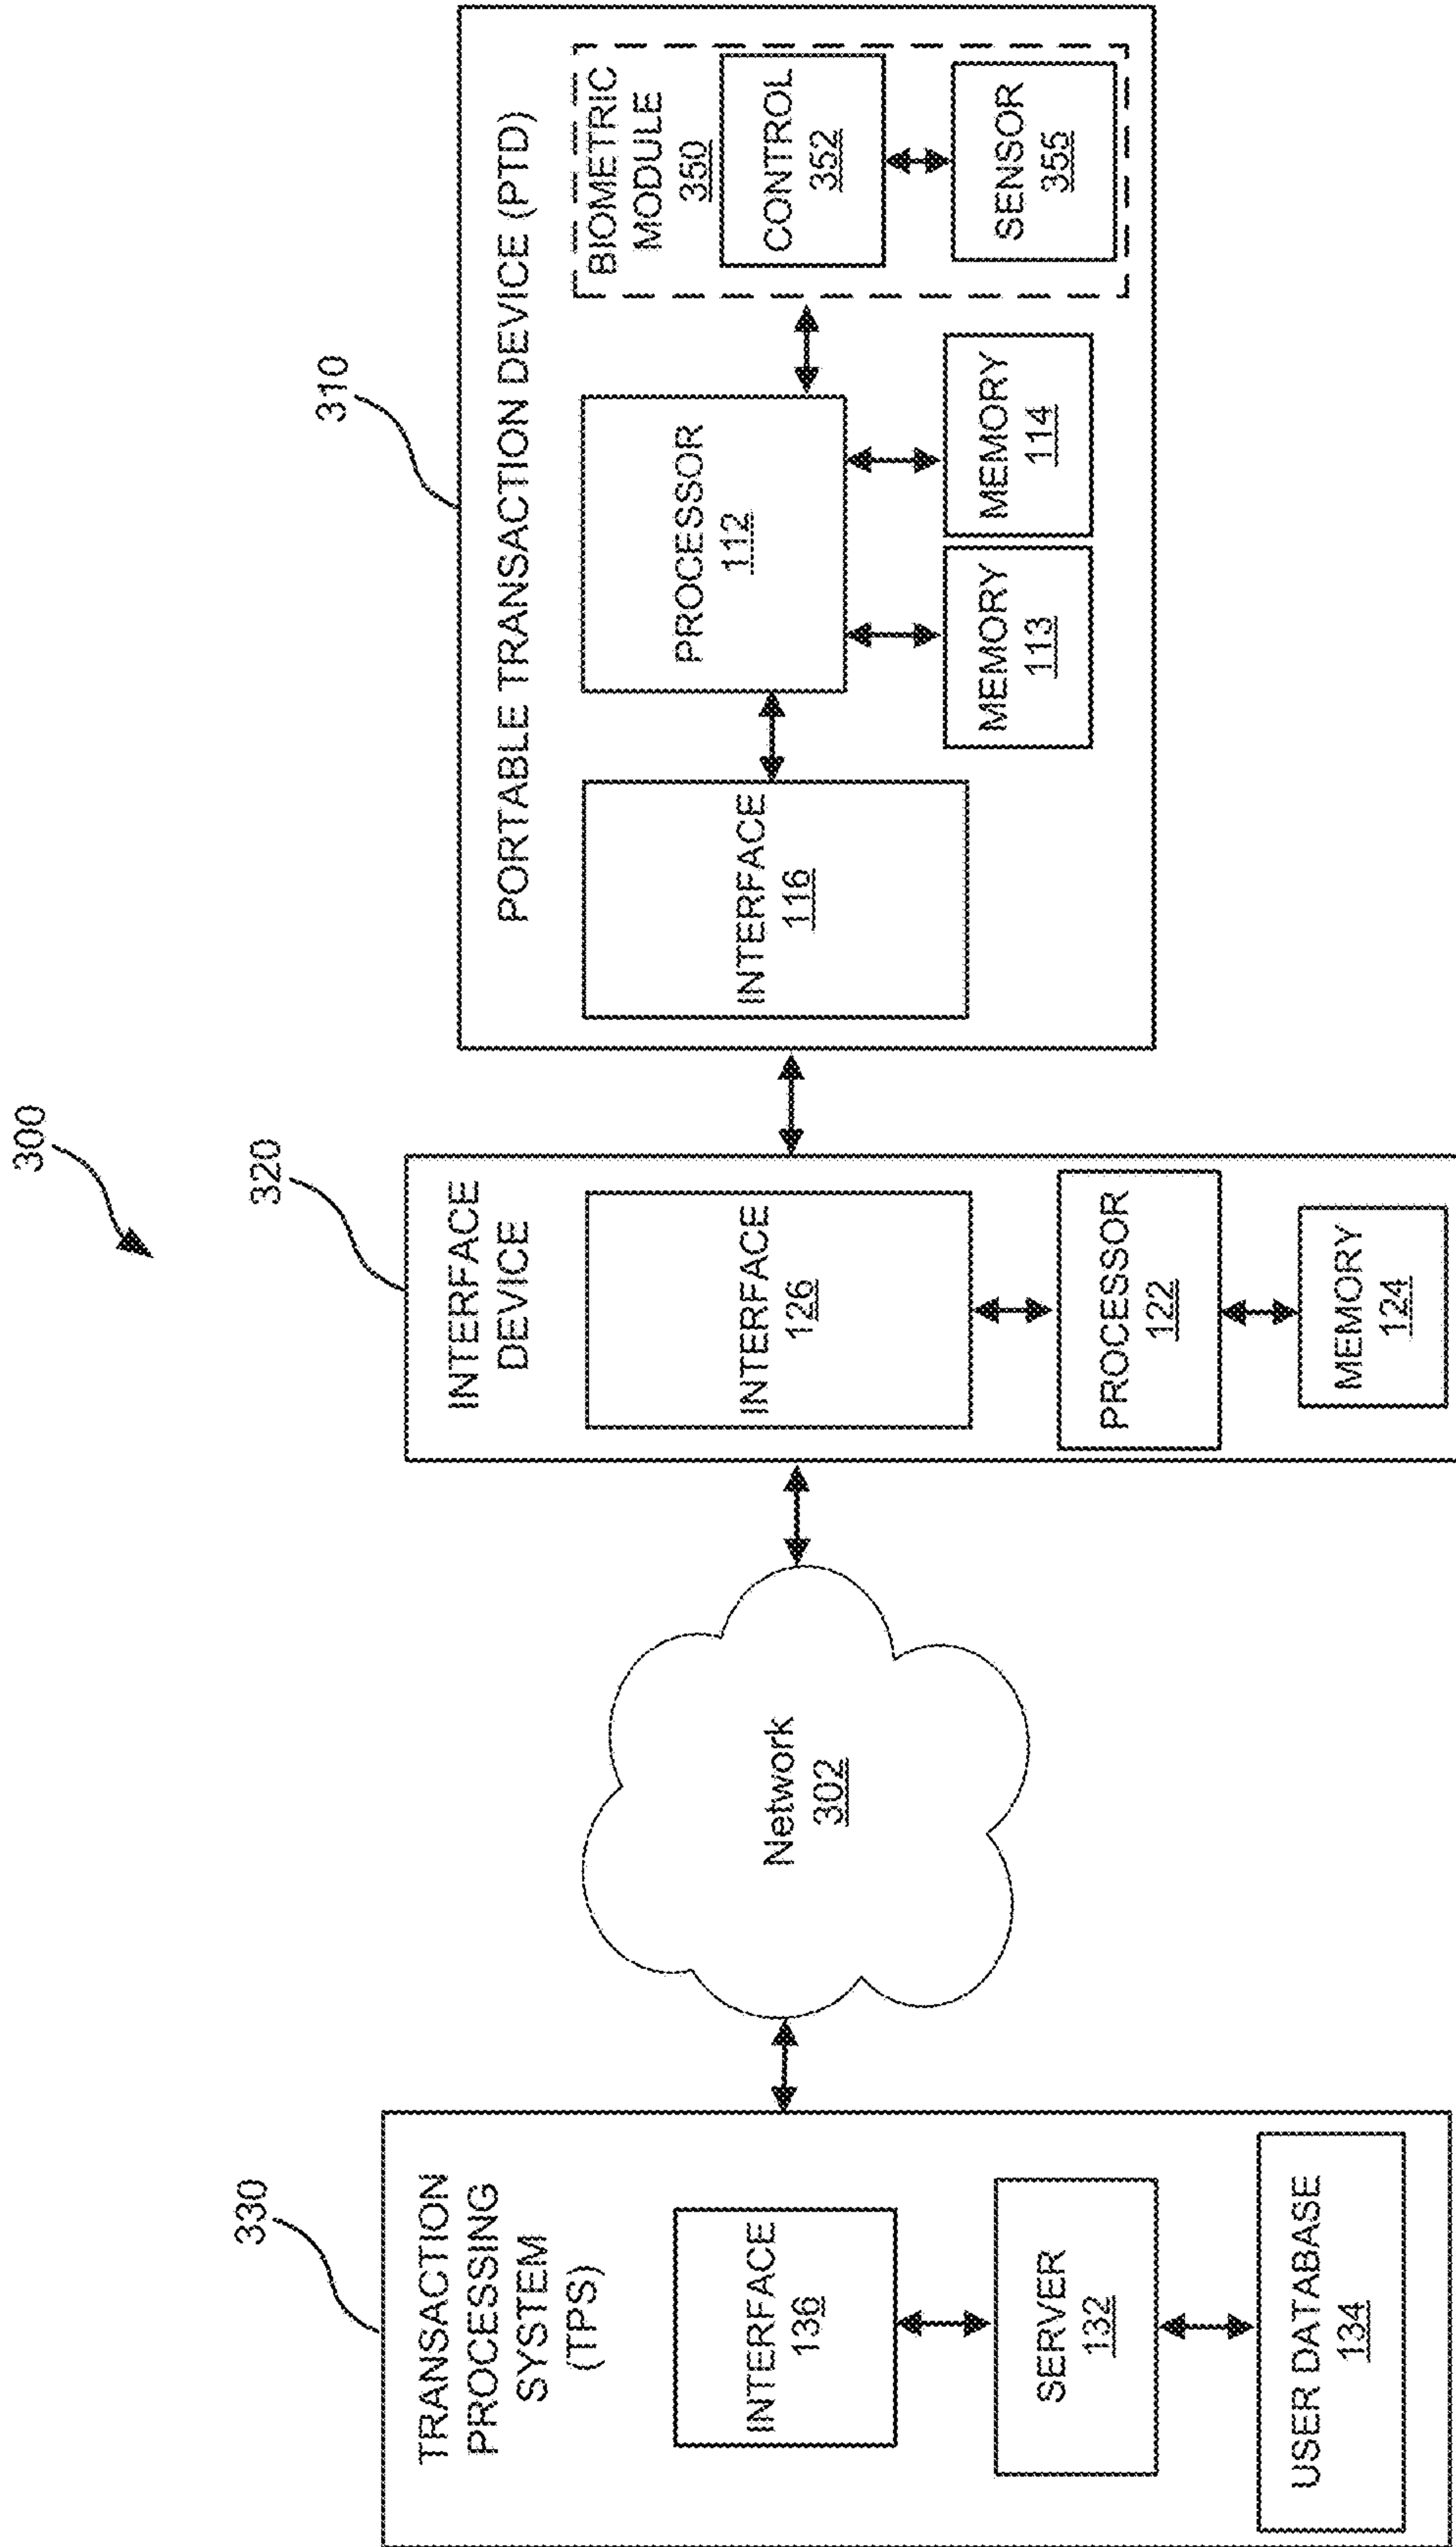 300
330
TRANSACTION
PROCESSING
SYSTEM
(TPS)
INTERFACE
136
SERVER
132
USER DATABASE
134
Network
302
320
INTERFACE
DEVICE
INTERFACE
126
PROCESSOR
122
MEMORY
124
310
PORTABLE TRANSACTION DEVICE (PTD)
INTERFACE
116
PROCESSOR
112
MEMORY
113
MEMORY
114
BIOMETRIC
MODULE
350
CONTROL
352
SENSOR
355